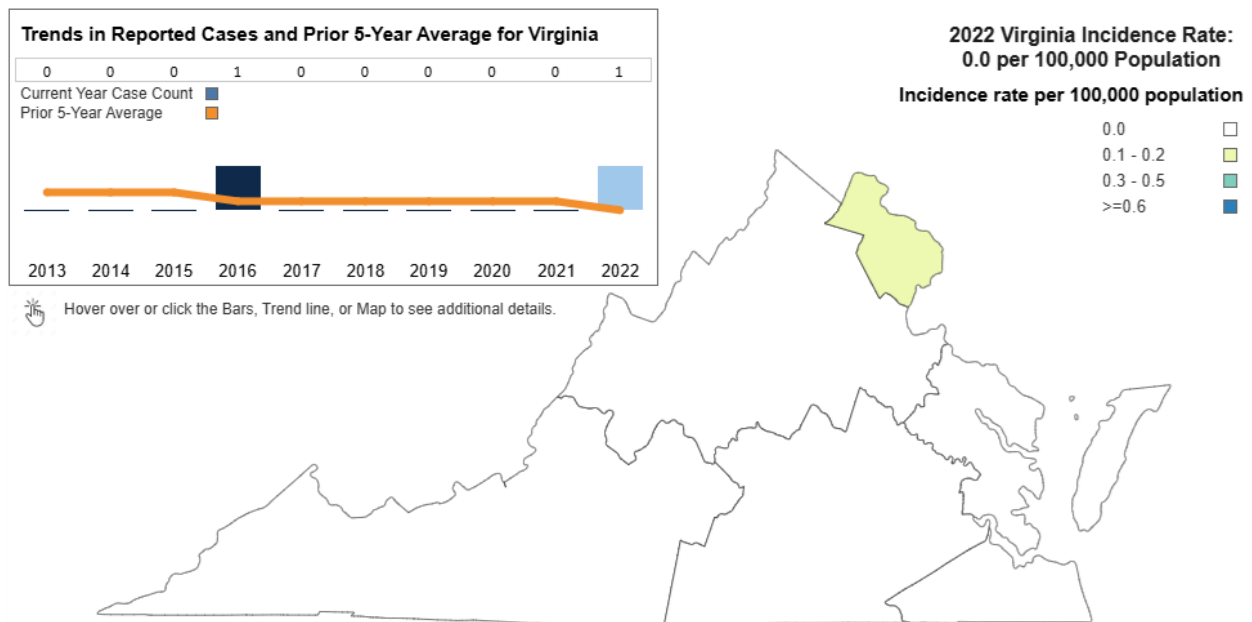 Trends in Reported Cases and Prior 5-Year Average for Virginia
0 0 0 1 0 0 0 0 0 1
Current Year Case Count
Prior 5-Year Average
2013 2014 2015 2016 2017 2018 2019 2020 2021 2022
Hover over or click the Bars, Trend line, or Map to see additional details.
2022 Virginia Incidence Rate:
0.0 per 100,000 Population
Incidence rate per 100,000 population
0.0
0.1 - 0.2
0.3 - 0.5
>=0.6